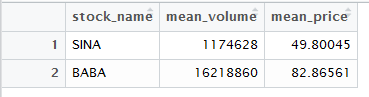 stock_name mean_volume mean_price
1 SINA 1174628 49.80045
2 BABA 16218860 82.86561